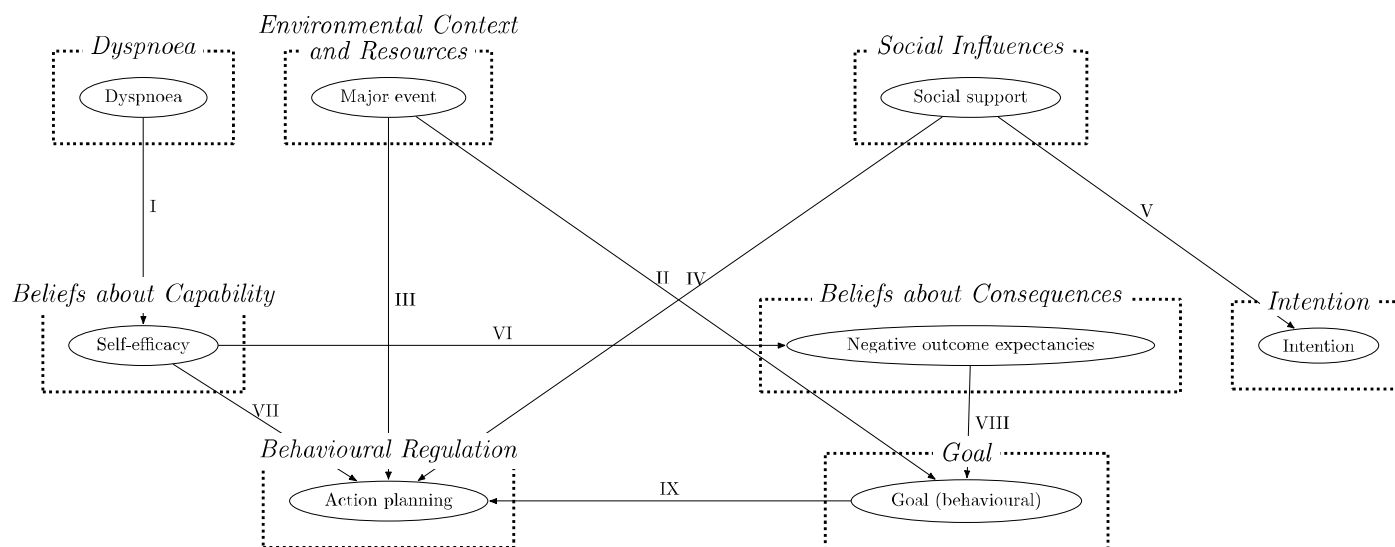 Environmental Context
and Resources
Dyspnoea
Social Influences
Dyspnoea
Major event
Social support
I
V
II
IV
III
Beliefs about Capability
Beliefs about Consequences
Intention
Self-efficacy
VI
Negative outcome expectancies
Intention
VII
VIII
Behavioural Regulation
Goal
Action planning
IX
Goal (behavioural)